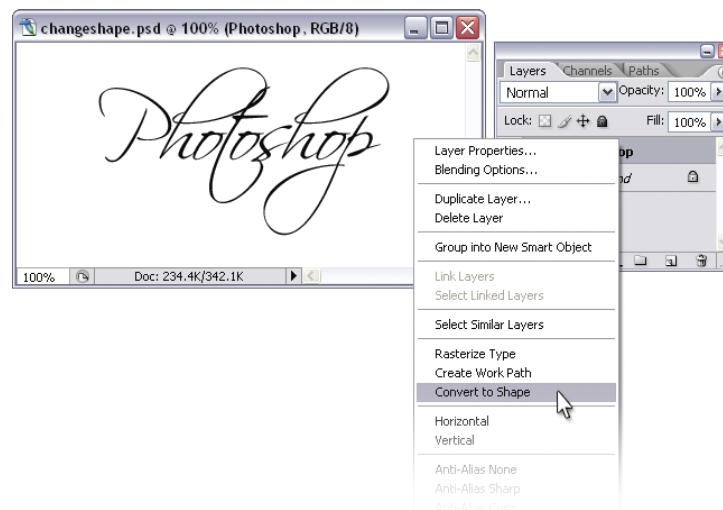 changeshape.psd @ 100% (Photoshop, RGB/8)
Photoshop
100%
Doc: 234.4K/342.1K
Layers Channels Paths
Normal
Opacity: 100%
Lock:
Fill: 100%
op
nd
Layer Properties...
Blending Options...
Duplicate Layer...
Delete Layer
Group into New Smart Object
Link Layers
Select Linked Layers
Select Similar Layers
Rasterize Type
Create Work Path
Convert to Shape
Horizontal
Vertical
Anti-Alias None
Anti-Alias Sharp
Anti-Alias Crisp